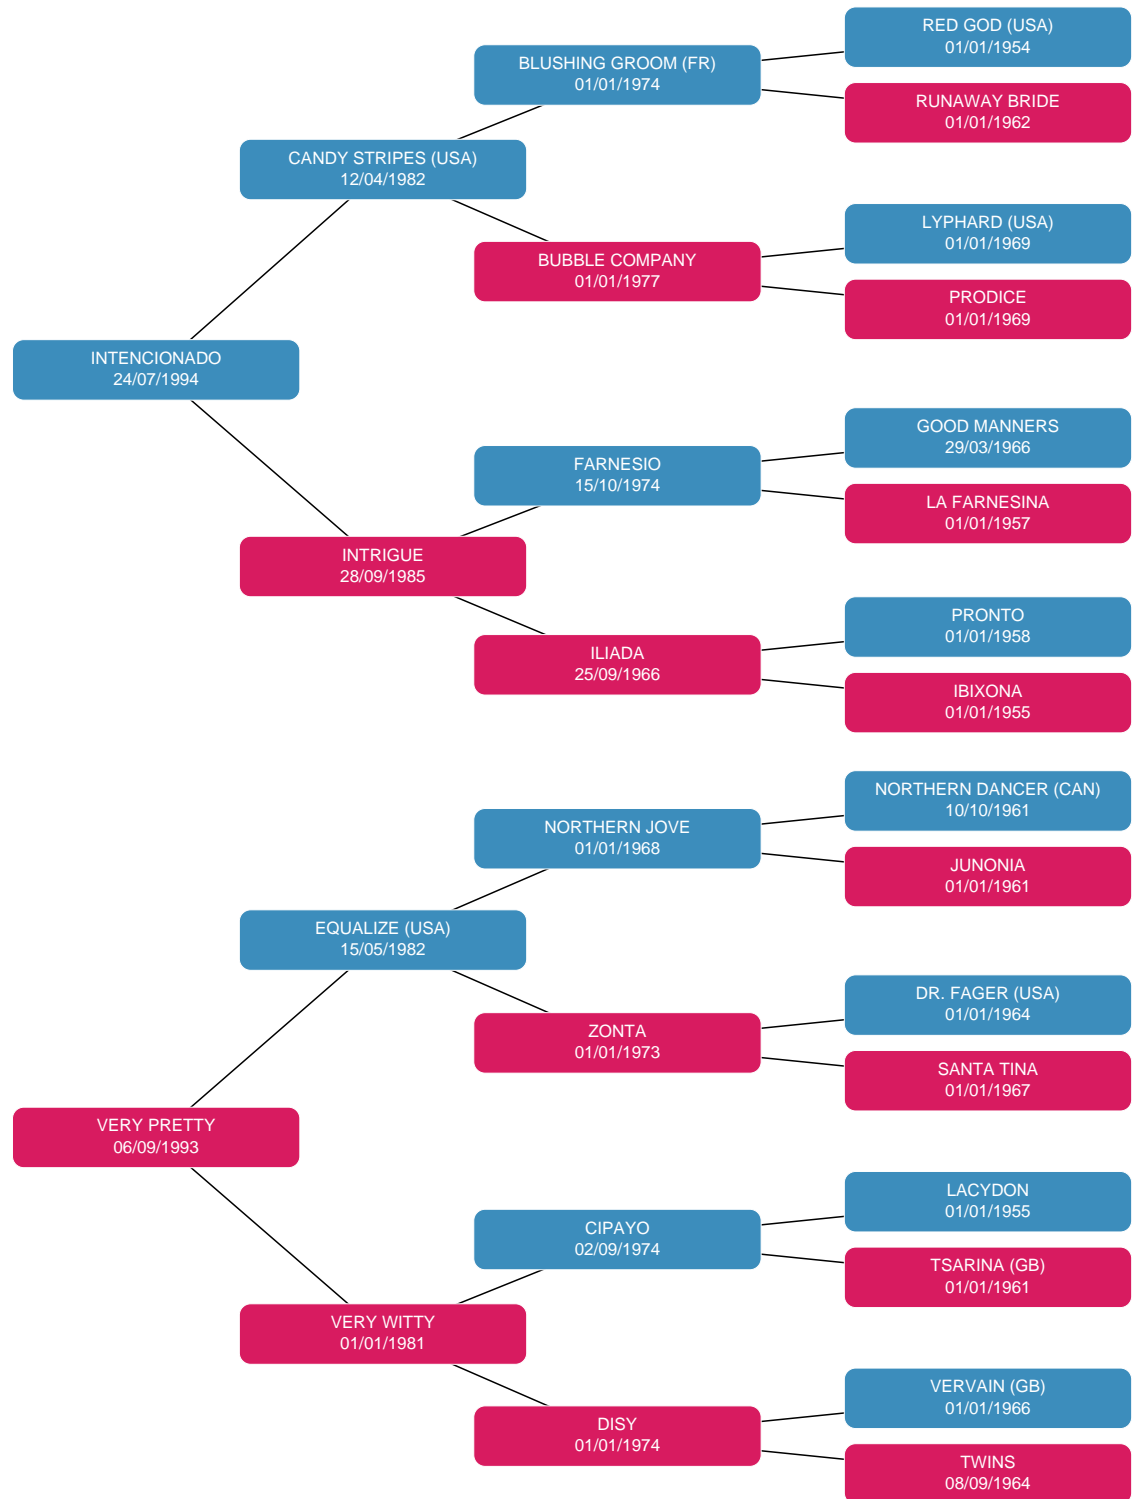 RED GOD (USA)
01/01/1954
BLUSHING GROOM (FR)
01/01/1974
RUNAWAY BRIDE
01/01/1962
CANDY STRIPES (USA)
12/04/1982
LYPHARD (USA)
01/01/1969
BUBBLE COMPANY
01/01/1977
PRODICE
01/01/1969
INTENCIONADO
24/07/1994
GOOD MANNERS
29/03/1966
FARNESIO
15/10/1974
LA FARNESINA
01/01/1957
INTRIGUE
28/09/1985
PRONTO
01/01/1958
ILIADA
25/09/1966
IBIXONA
01/01/1955
NORTHERN DANCER (CAN)
10/10/1961
NORTHERN JOVE
01/01/1968
JUNONIA
01/01/1961
EQUALIZE (USA)
15/05/1982
DR. FAGER (USA)
01/01/1964
ZONTA
01/01/1973
SANTA TINA
01/01/1967
VERY PRETTY
06/09/1993
LACYDON
01/01/1955
CIPAYO
02/09/1974
TSARINA (GB)
01/01/1961
VERY WITTY
01/01/1981
VERVAIN (GB)
01/01/1966
DISY
01/01/1974
TWINS
08/09/1964